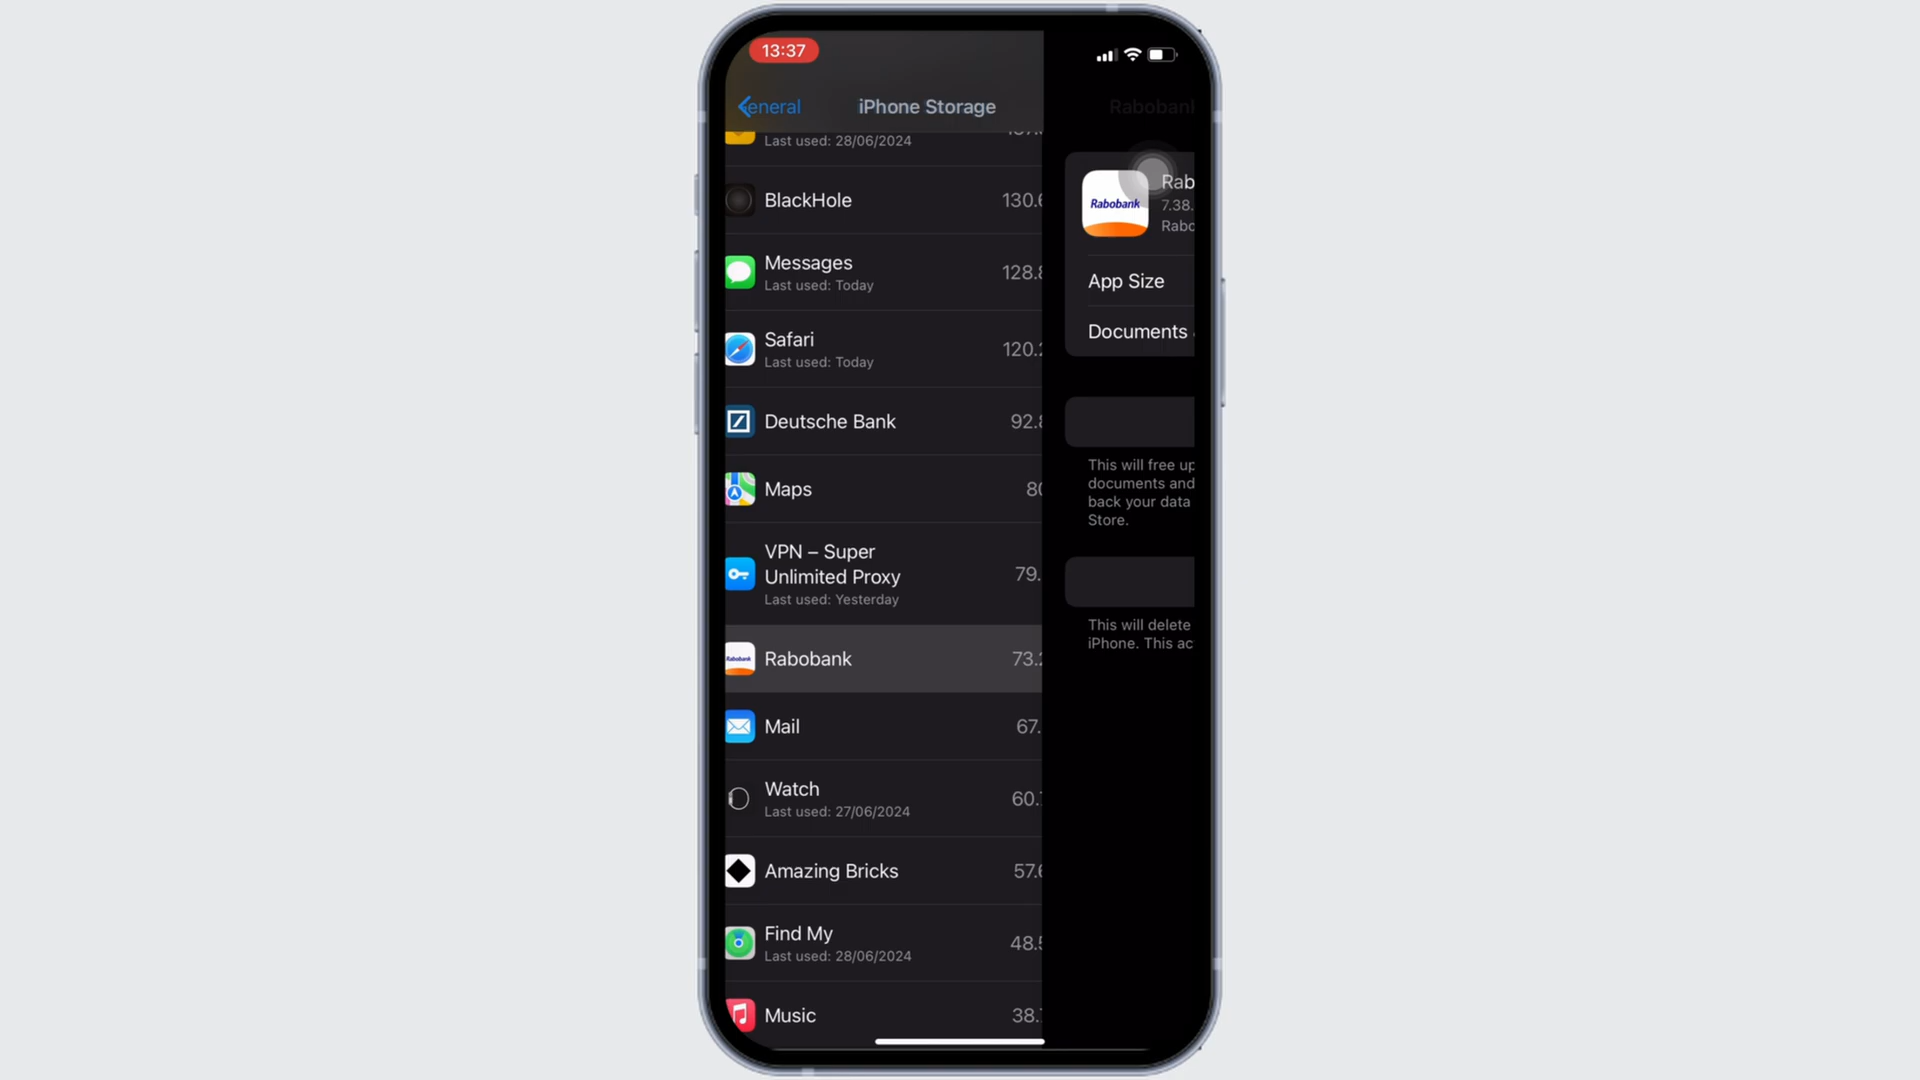 13:37
General
iPhone Storage
Rabobank
Last used: 28/06/2024
BlackHole
130.6
Messages
128.8
Last used: Today
Safari
120.2
Last used: Today
Deutsche Bank
92.8
Maps
80
VPN – Super
Unlimited Proxy
79.
Last used: Yesterday
Rabobank
73.2
Mail
67.
Watch
60.7
Last used: 27/06/2024
Amazing Bricks
57.6
Find My
48.5
Last used: 28/06/2024
Music
38.7
Rabobank
Rab
7.38.
Rabo
App Size
Documents
This will free up
documents and
back your data
Store.
This will delete
iPhone. This ac